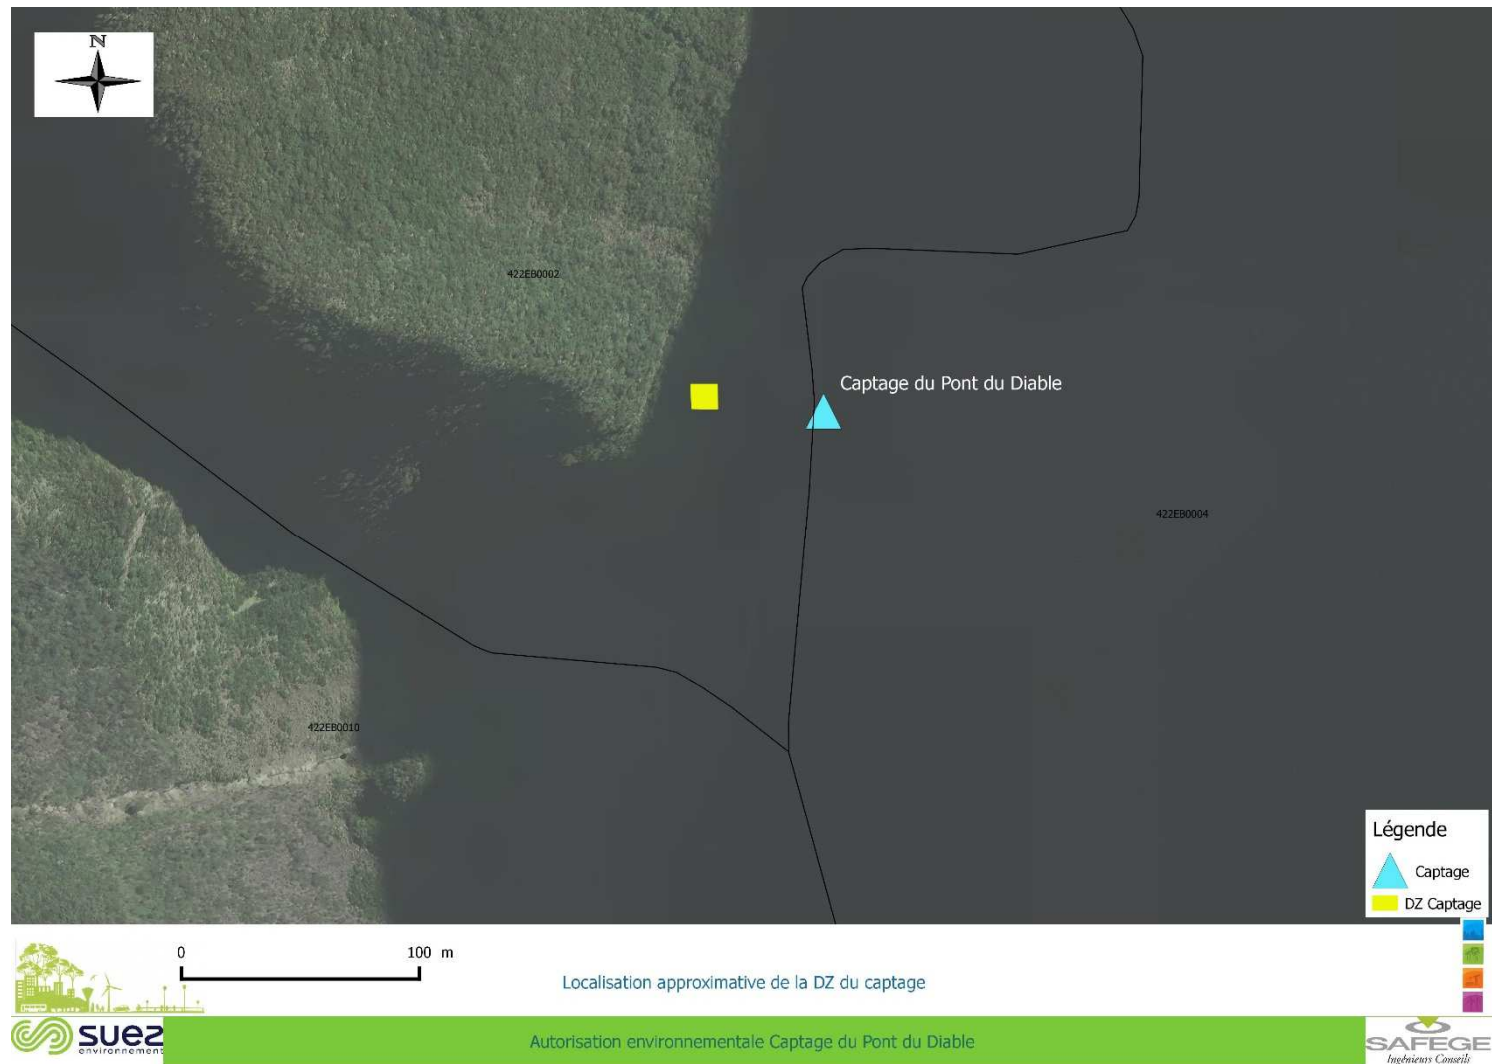 N
422EB0002
Captage du Pont du Diable
422EB0004
422EB0010
Légende
Captage
DZ Captage
0 100 m
Localisation approximative de la DZ du captage
suez
environnement
Autorisation environnementale Captage du Pont du Diable
SAFEGE
Ingénieurs Conseils